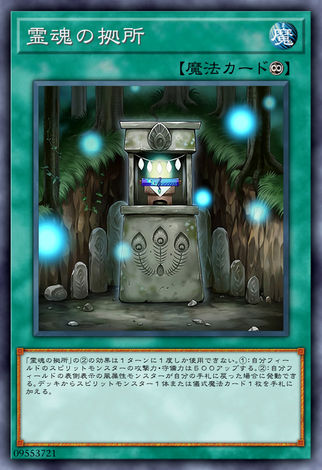 霊魂の拠所
魔
【魔法カード♾】
「霊魂の拠所」の②の効果は1ターンに1度しか使用できない。①：自分フィー
ルドのスピリットモンスターの攻撃力・守備力は500アップする。②：自分フ
ィールドの表側表示の風属性モンスターが自分の手札に戻った場合に発動でき
る。デッキからスピリットモンスター1体または儀式魔法カード1枚を手札に
加える。
09553721